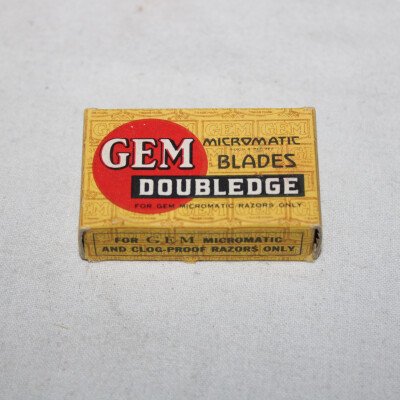 GEM
MICROMATIC
BLADES
DOUBLEDGE
FOR GEM MICROMATIC RAZORS ONLY
FOR GEM MICROMATIC
AND CLOG-PROOF RAZORS ONLY